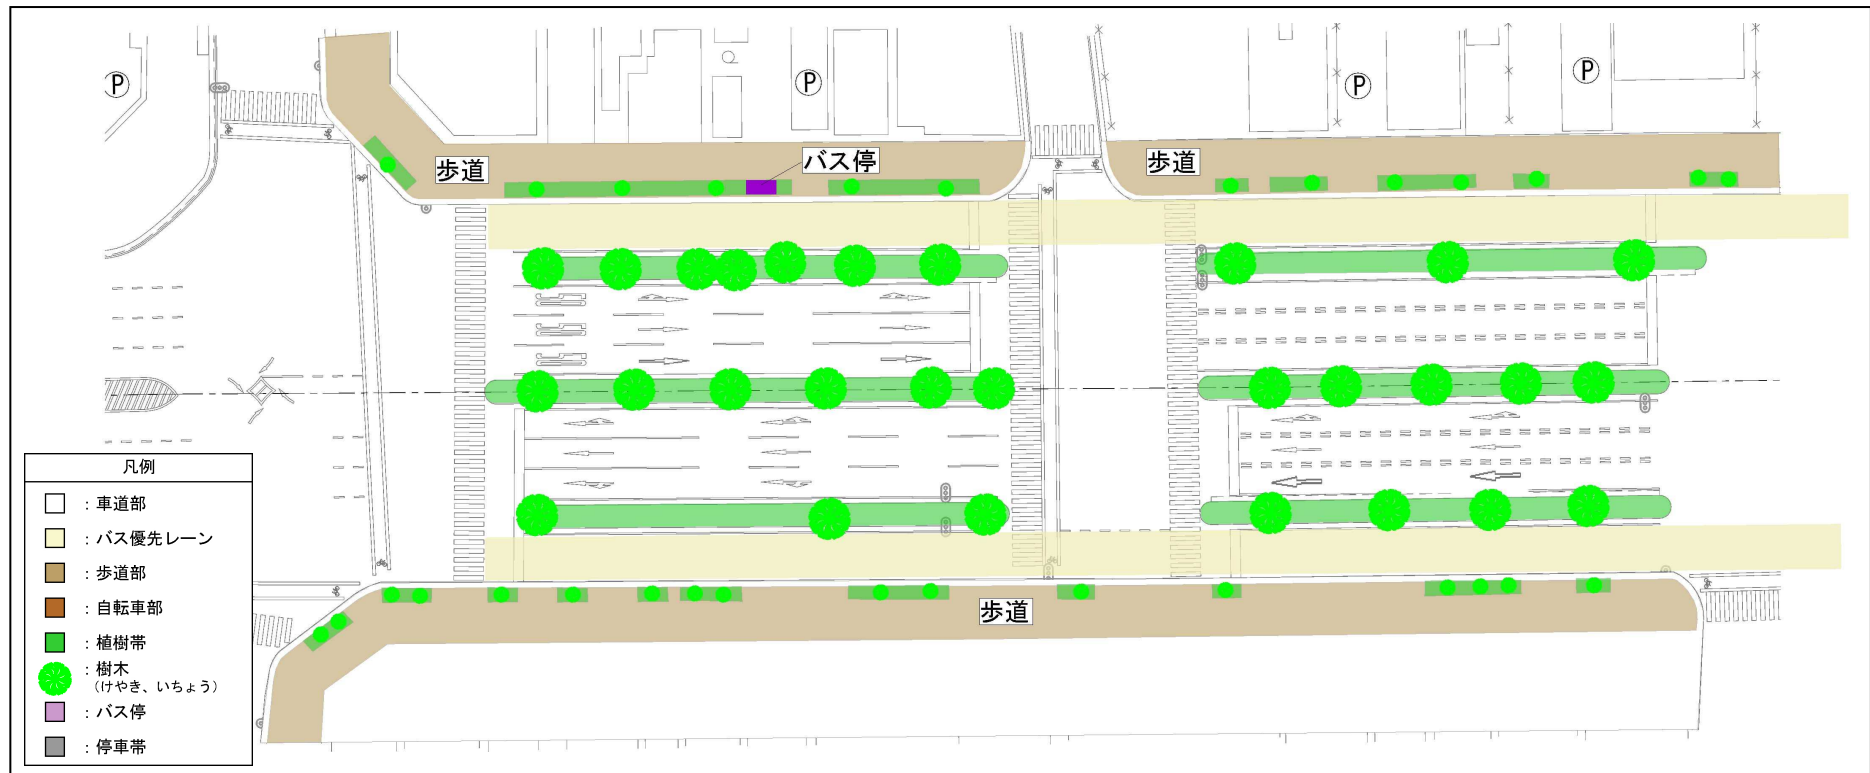 P
P
P
P
歩道
バス停
歩道
凡例
：車道部
：バス優先レーン
：歩道部
：自転車部
：植樹帯
：樹木
（けやき、いちょう）
：バス停
：停車帯
歩道